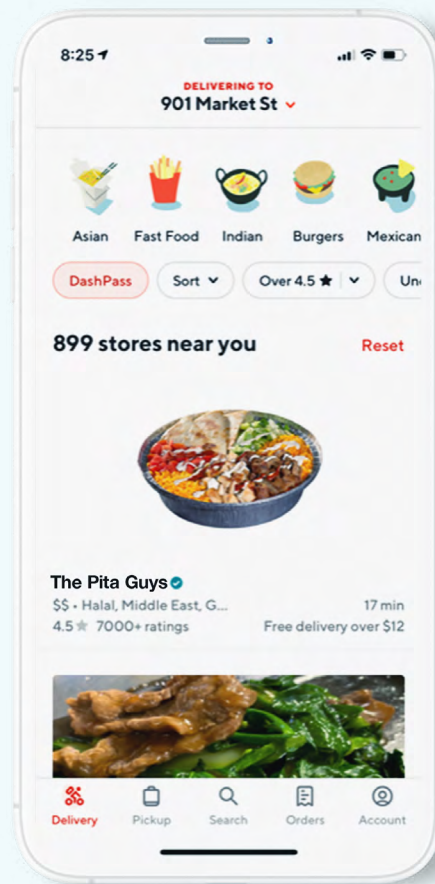 8:25
DELIVERING TO
901 Market St
Asian Fast Food Indian Burgers Mexican
DashPass Sort Over 4.5 ★ Un
899 stores near you Reset
The Pita Guys
$$ • Halal, Middle East, G... 17 min
4.5 ★ 7000+ ratings Free delivery over $12
Delivery Pickup Search Orders Account